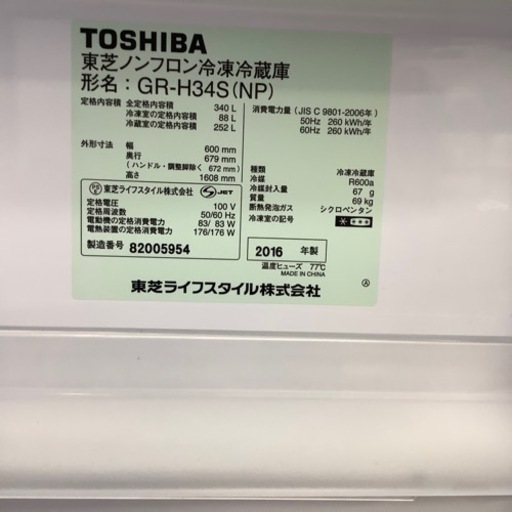 TOSHIBA
東芝ノンフロン冷凍冷蔵庫
形名：GR-H34S(NP)
定格内容積 全定格内容積 340 L
冷凍室の定格内容積 88 L
冷蔵室の定格内容積 252 L
外形寸法 幅 600 mm
奥行 679 mm
(ハンドル・調整脚除く 672 mm)
高さ 1608 mm
東芝ライフスタイル株式会社 JET
定格電圧 100 V
定格周波数 50/60 Hz
電動機の定格消費電力 83/ 83 W
電熱装置の定格消費電力 176/176 W
製造番号 82005954
消費電力量 (JIS C 9801-2006年)
50Hz 260 kWh/年
60Hz 260 kWh/年
種類 冷凍冷蔵庫
冷媒 R600a
冷媒封入量 67 g
質量 69 kg
断熱発泡ガス シクロペンタン
冷凍室の記号
2016 年製
温度ヒューズ 77℃
MADE IN CHINA
東芝ライフスタイル株式会社